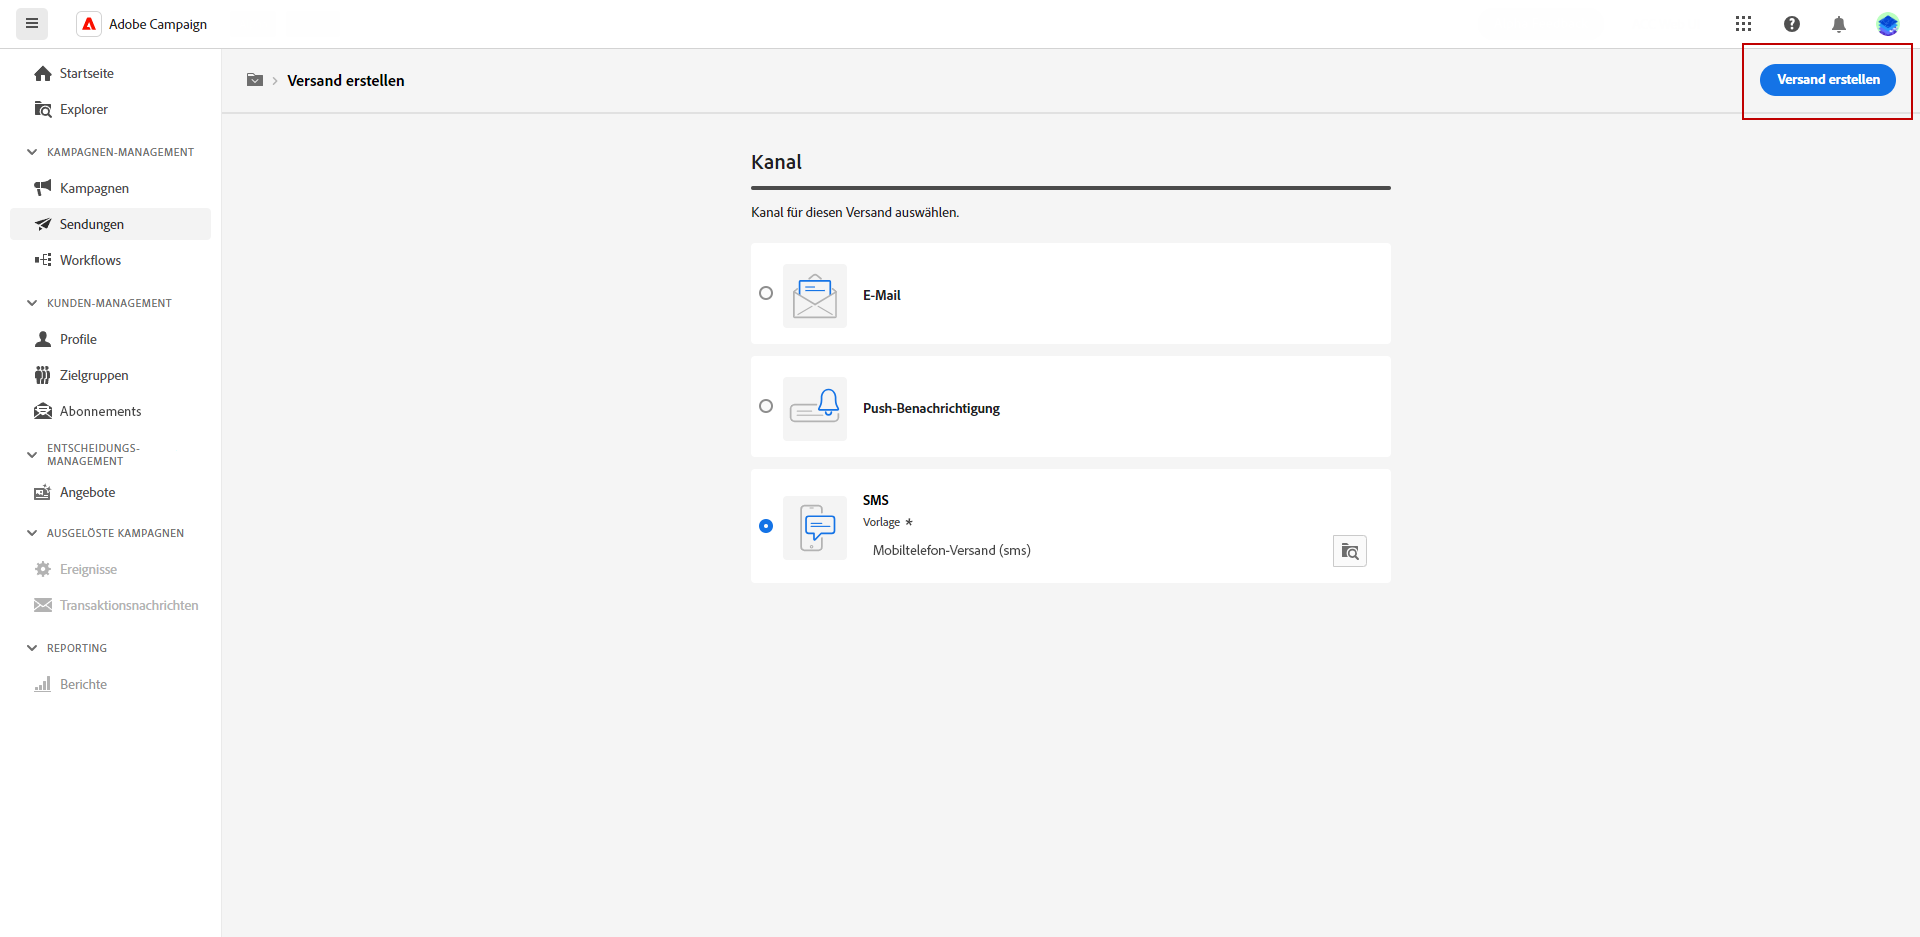 Adobe Campaign
Startseite
Explorer
KAMPAGNEN-MANAGEMENT
Kampagnen
Sendungen
Workflows
KUNDEN-MANAGEMENT
Profile
Zielgruppen
Abonnements
ENTSCHEIDUNGS-
MANAGEMENT
Angebote
AUSGELÖSTE KAMPAGNEN
Ereignisse
Transaktionsnachrichten
REPORTING
Berichte
Versand erstellen
Versand erstellen
Kanal
Kanal für diesen Versand auswählen.
E-Mail
Push-Benachrichtigung
SMS
Vorlage *
Mobiltelefon-Versand (sms)